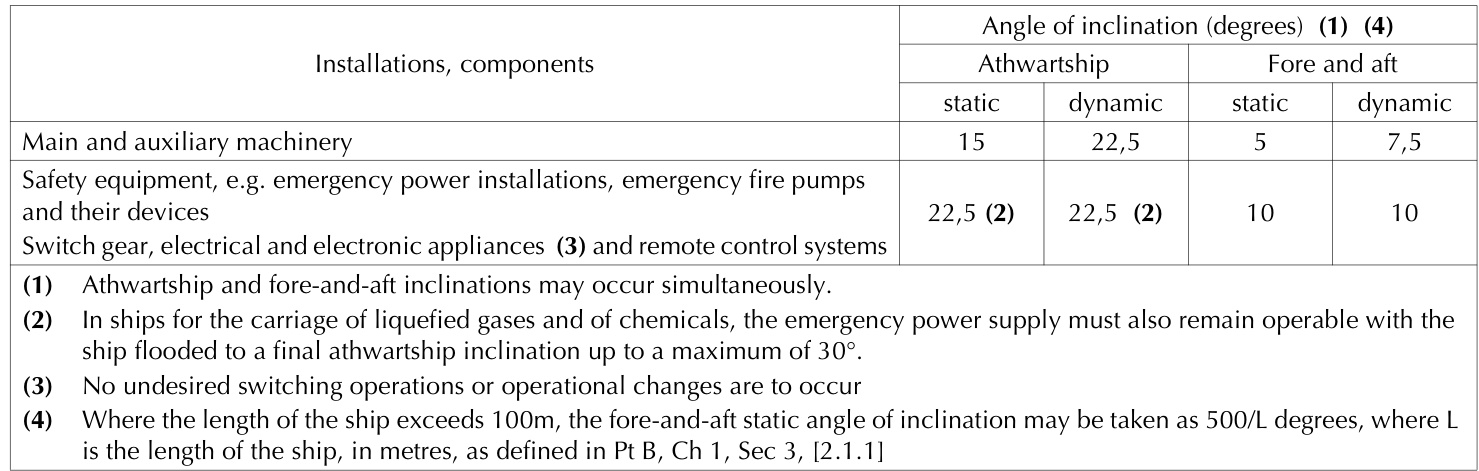 Installations, components
Angle of inclination (degrees) (1) (4)
Athwartship Fore and aft
static dynamic static dynamic
Main and auxiliary machinery 15 22,5 5 7,5
Safety equipment, e.g. emergency power installations, emergency fire pumps
and their devices
Switch gear, electrical and electronic appliances (3) and remote control systems
22,5 (2) 22,5 (2) 10 10
(1) Athwartship and fore-and-aft inclinations may occur simultaneously.
(2) In ships for the carriage of liquefied gases and of chemicals, the emergency power supply must also remain operable with the
ship flooded to a final athwartship inclination up to a maximum of 30°.
(3) No undesired switching operations or operational changes are to occur
(4) Where the length of the ship exceeds 100m, the fore-and-aft static angle of inclination may be taken as 500/L degrees, where L
is the length of the ship, in metres, as defined in Pt B, Ch 1, Sec 3, [2.1.1]